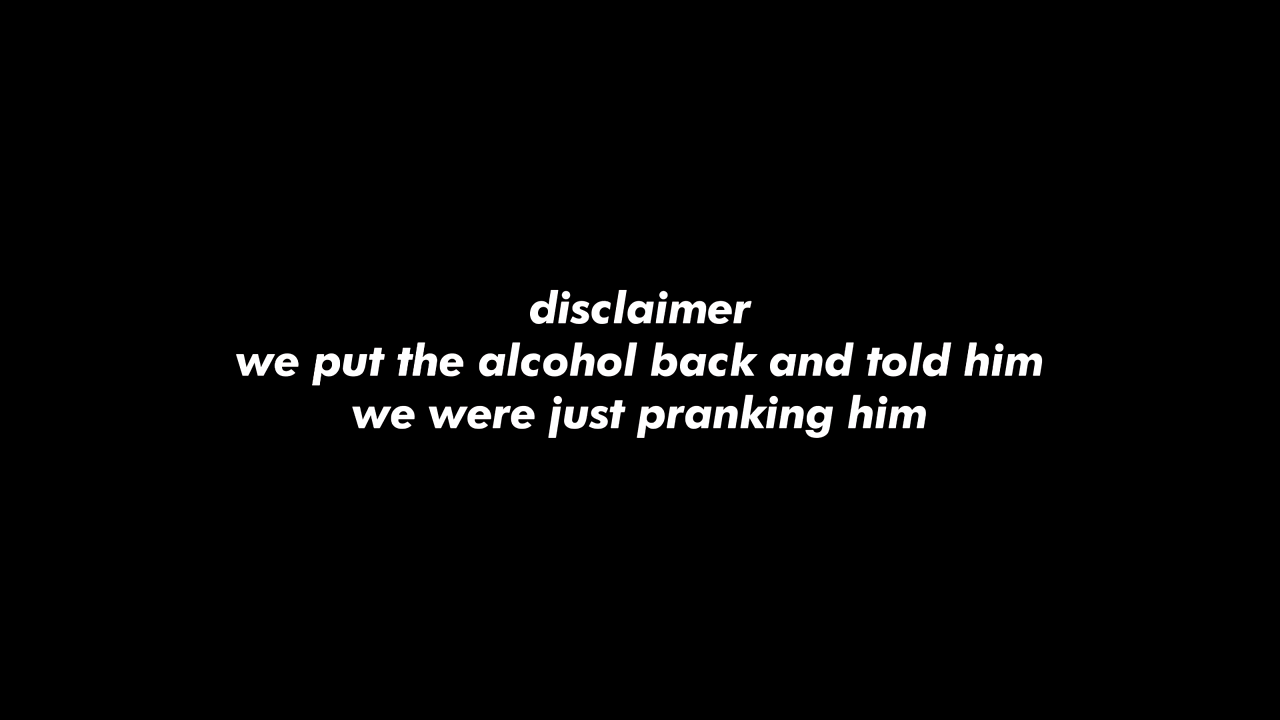 disclaimer
we put the alcohol back and told him
we were just pranking him